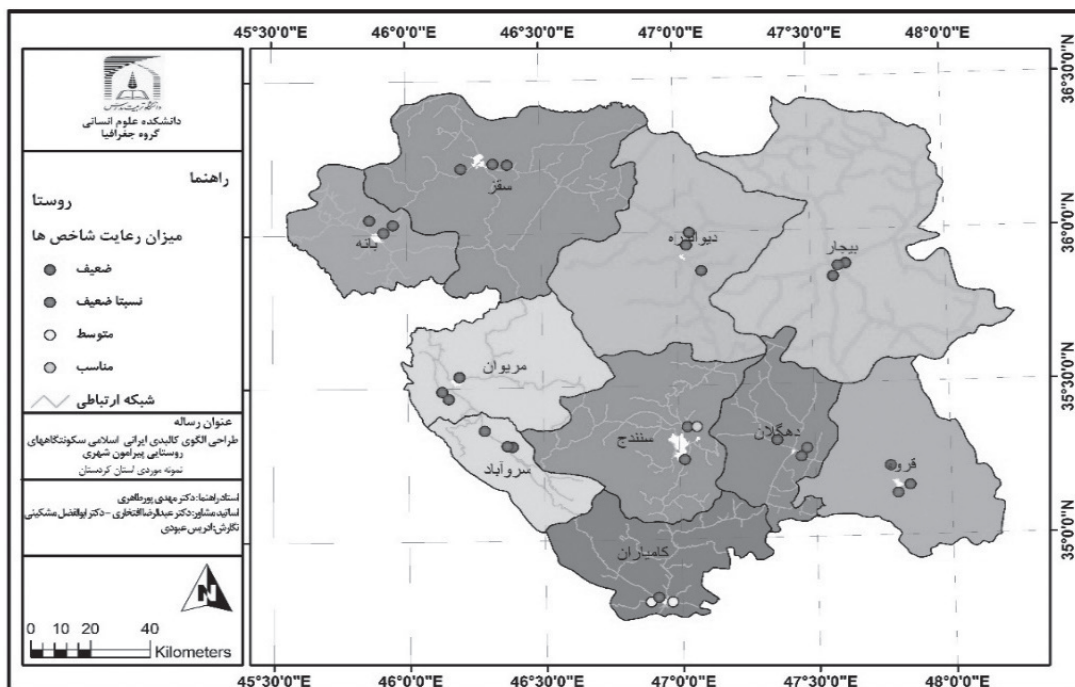 45°30'0"E 46°0'0"E 46°30'0"E 47°0'0"E 47°30'0"E 48°0'0"E
دانشکده علوم انسانی
گروه جغرافیا
راهنما
روستا
میزان رعایت شاخص ها
ضعیف
نسبتا ضعیف
متوسط
مناسب
شبکه ارتباطی
عنوان رساله
طراحی الگوی کالبدی ایرانی اسلامی سکونتگاههای
روستایی پیرامون شهری
نمونه موردی استان کردستان
استاد راهنما: دکتر مهدی پورطاهری
اساتید مشاور: دکتر عبدالرضا افتخاری - دکتر ابوالفضل مشکینی
نگارش: ادریس عبودی
N
0 10 20 40
Kilometers
سقز
بانه
دیواندره
بیجار
مریوان
سنندج
دهگلان
سروآباد
قروه
کامیاران
36°30'0"N
36°0'0"N
35°30'0"N
35°0'0"N
45°30'0"E 46°0'0"E 46°30'0"E 47°0'0"E 47°30'0"E 48°0'0"E